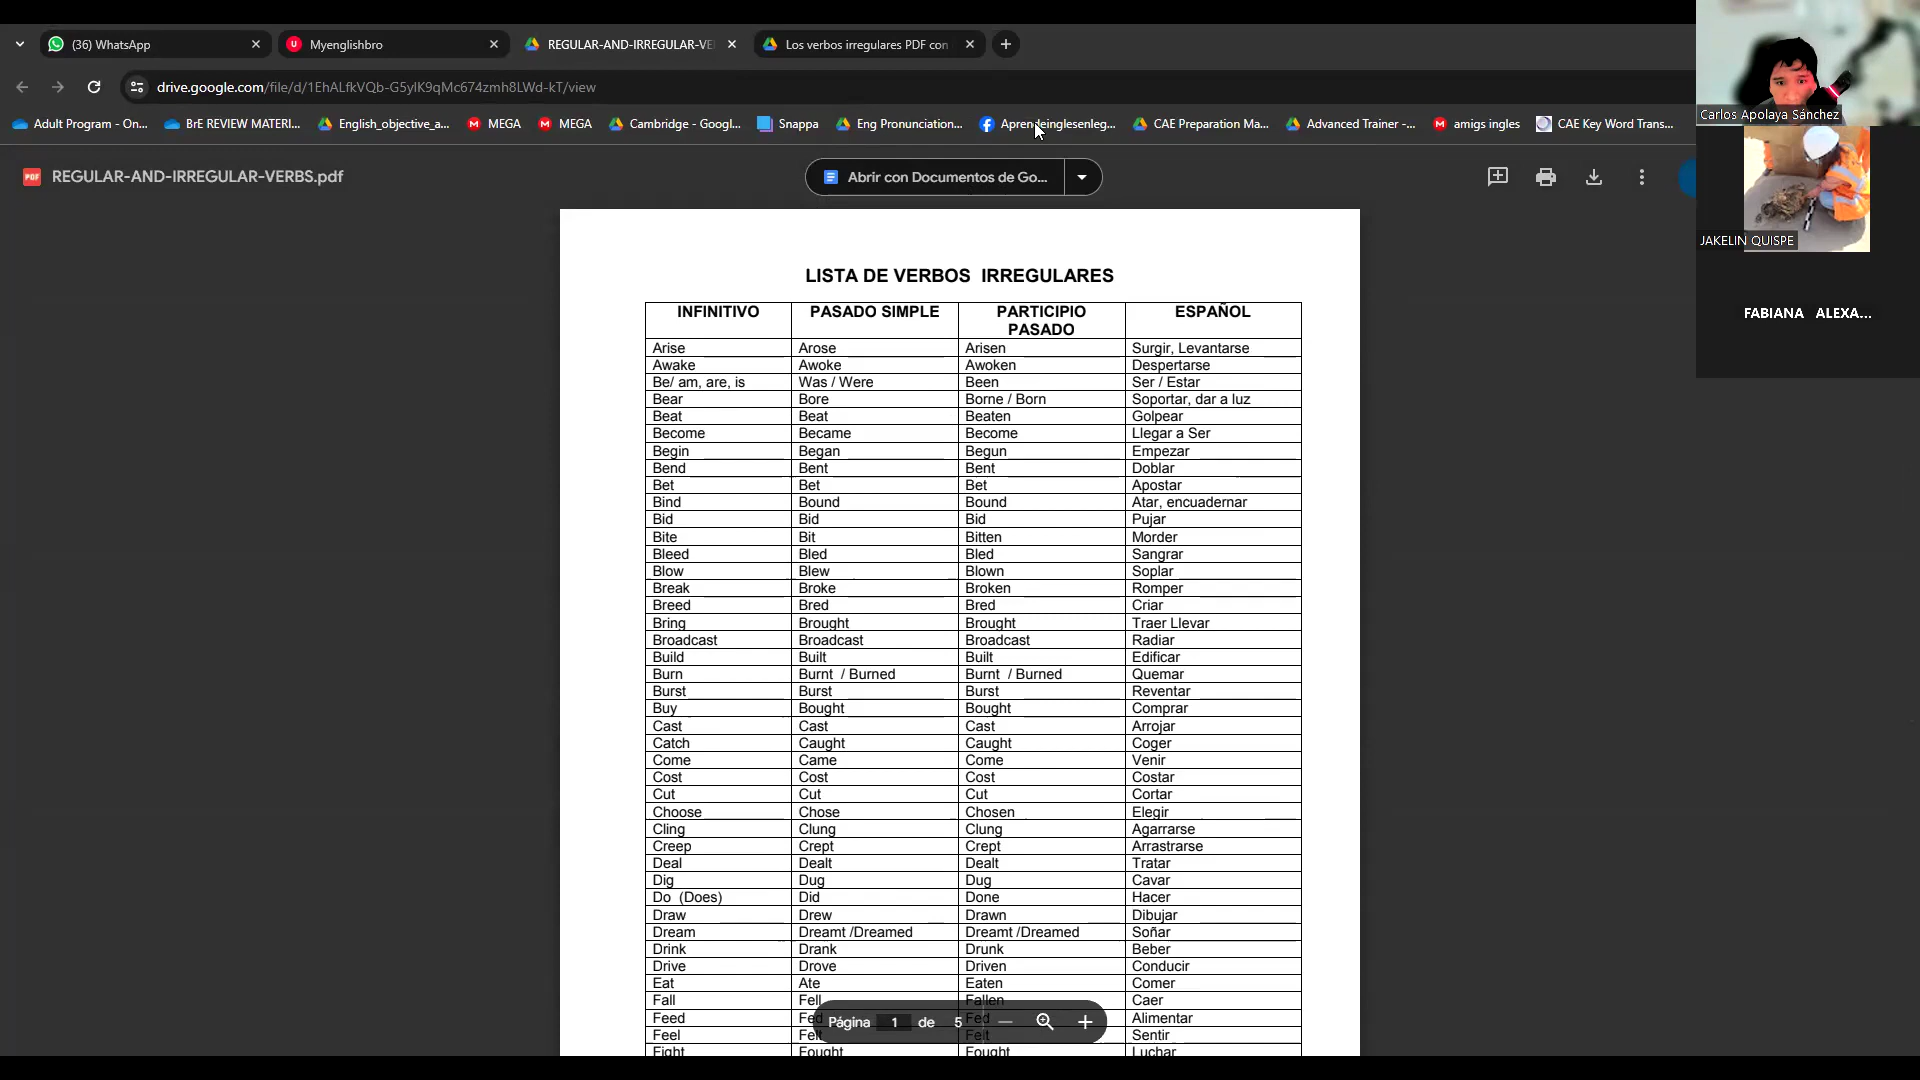 (36) WhatsApp
Myenglishbro
REGULAR-AND-IRREGULAR-VE
Los verbos irregulares PDF con
drive.google.com/file/d/1EhALfkVQb-G5ylK9qMc674zmh8LWd-kT/view
Adult Program - On...
BrE REVIEW MATERI...
English_objective_a...
MEGA
MEGA
Cambridge - Googl...
Snappa
Eng Pronunciation...
Aprendeinglesenleg...
CAE Preparation Ma...
Advanced Trainer -...
amigs ingles
CAE Key Word Trans...
Carlos Apolaya Sánchez
JAKELIN QUISPE
FABIANA ALEXA...
PDF REGULAR-AND-IRREGULAR-VERBS.pdf
Abrir con Documentos de Go...
LISTA DE VERBOS IRREGULARES
INFINITIVO PASADO SIMPLE PARTICIPIO PASADO ESPAÑOL
Arise Arose Arisen Surgir, Levantarse
Awake Awoke Awoken Despertarse
Be/ am, are, is Was / Were Been Ser / Estar
Bear Bore Borne / Born Soportar, dar a luz
Beat Beat Beaten Golpear
Become Became Become Llegar a Ser
Begin Began Begun Empezar
Bend Bent Bent Doblar
Bet Bet Bet Apostar
Bind Bound Bound Atar, encuadernar
Bid Bid Bid Pujar
Bite Bit Bitten Morder
Bleed Bled Bled Sangrar
Blow Blew Blown Soplar
Break Broke Broken Romper
Breed Bred Bred Criar
Bring Brought Brought Traer Llevar
Broadcast Broadcast Broadcast Radiar
Build Built Built Edificar
Burn Burnt / Burned Burnt / Burned Quemar
Burst Burst Burst Reventar
Buy Bought Bought Comprar
Cast Cast Cast Arrojar
Catch Caught Caught Coger
Come Came Come Venir
Cost Cost Cost Costar
Cut Cut Cut Cortar
Choose Chose Chosen Elegir
Cling Clung Clung Agarrarse
Creep Crept Crept Arrastrarse
Deal Dealt Dealt Tratar
Dig Dug Dug Cavar
Do (Does) Did Done Hacer
Draw Drew Drawn Dibujar
Dream Dreamt /Dreamed Dreamt /Dreamed Soñar
Drink Drank Drunk Beber
Drive Drove Driven Conducir
Eat Ate Eaten Comer
Fall Fell Fallen Caer
Feed Fed Fed Alimentar
Feel Felt Felt Sentir
Fight Fought Fought Luchar
Página 1 de 5